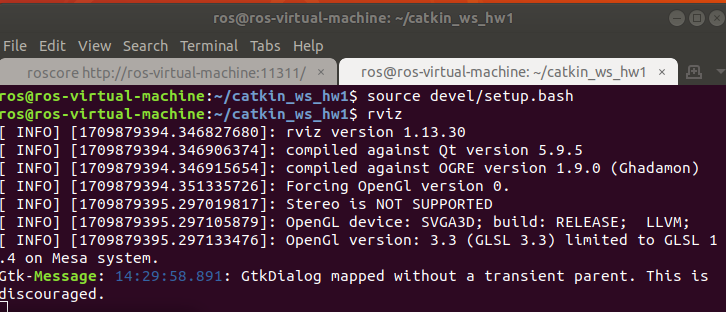 ros@ros-virtual-machine: ~/catkin_ws_hw1
File Edit View Search Terminal Tabs Help
roscore http://ros-virtual-machine:11311/ × ros@ros-virtual-machine: ~/catkin_ws_hw1 ×
ros@ros-virtual-machine:~/catkin_ws_hw1$ source devel/setup.bash
ros@ros-virtual-machine:~/catkin_ws_hw1$ rviz
[ INFO] [1709879394.346827680]: rviz version 1.13.30
[ INFO] [1709879394.346906374]: compiled against Qt version 5.9.5
[ INFO] [1709879394.346915654]: compiled against OGRE version 1.9.0 (Ghadamon)
[ INFO] [1709879394.351335726]: Forcing OpenGl version 0.
[ INFO] [1709879395.297019817]: Stereo is NOT SUPPORTED
[ INFO] [1709879395.297105879]: OpenGL device: SVGA3D; build: RELEASE;  LLVM;
[ INFO] [1709879395.297133476]: OpenGl version: 3.3 (GLSL 3.3) limited to GLSL 1
.4 on Mesa system.
Gtk-Message: 14:29:58.891: GtkDialog mapped without a transient parent. This is
discouraged.